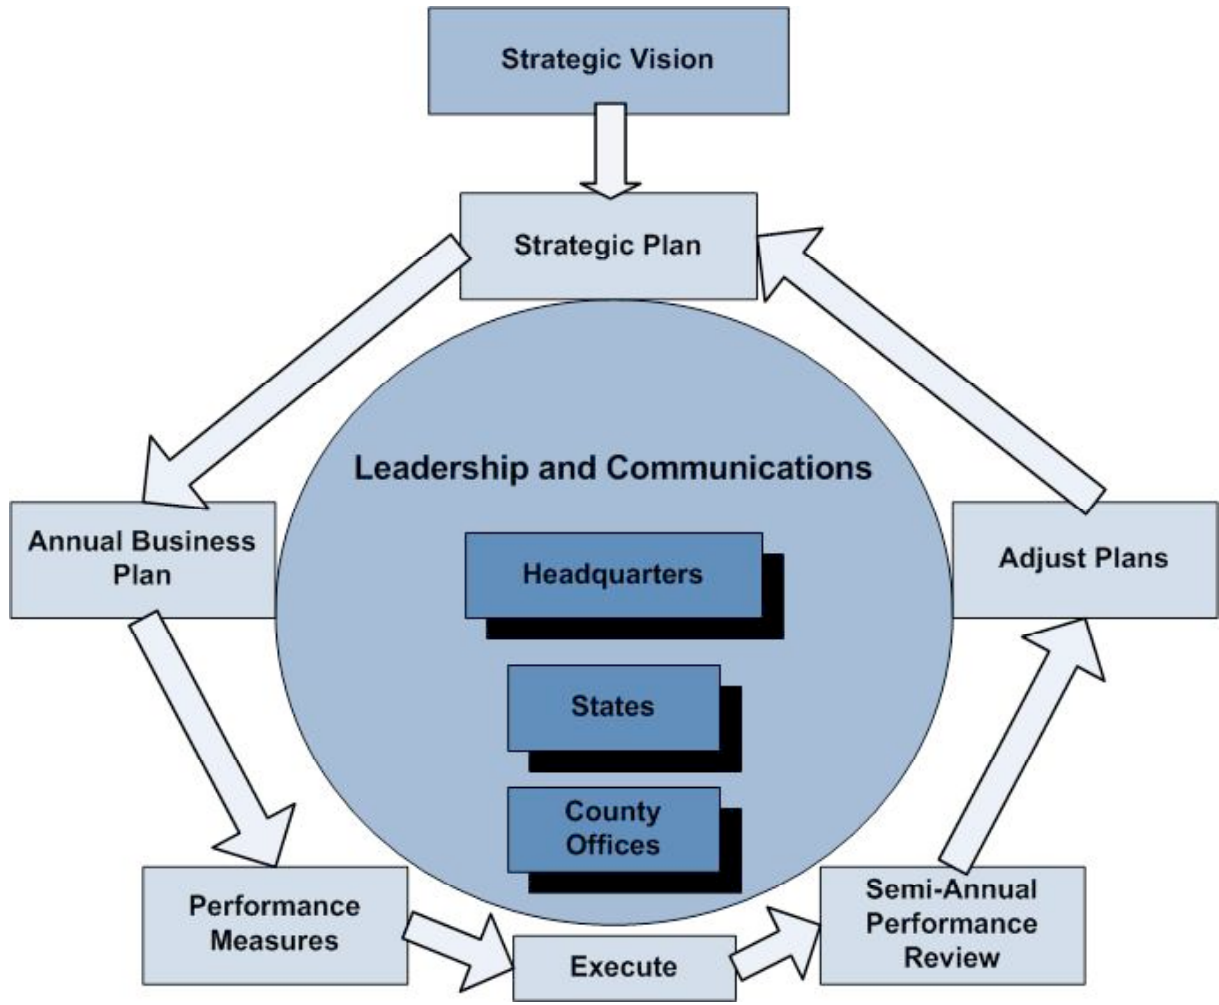 Strategic Vision
Strategic Plan
Leadership and Communications
Annual Business
Plan
Headquarters
Adjust Plans
States
County
Offices
Performance
Measures
Execute
Semi-Annual
Performance
Review